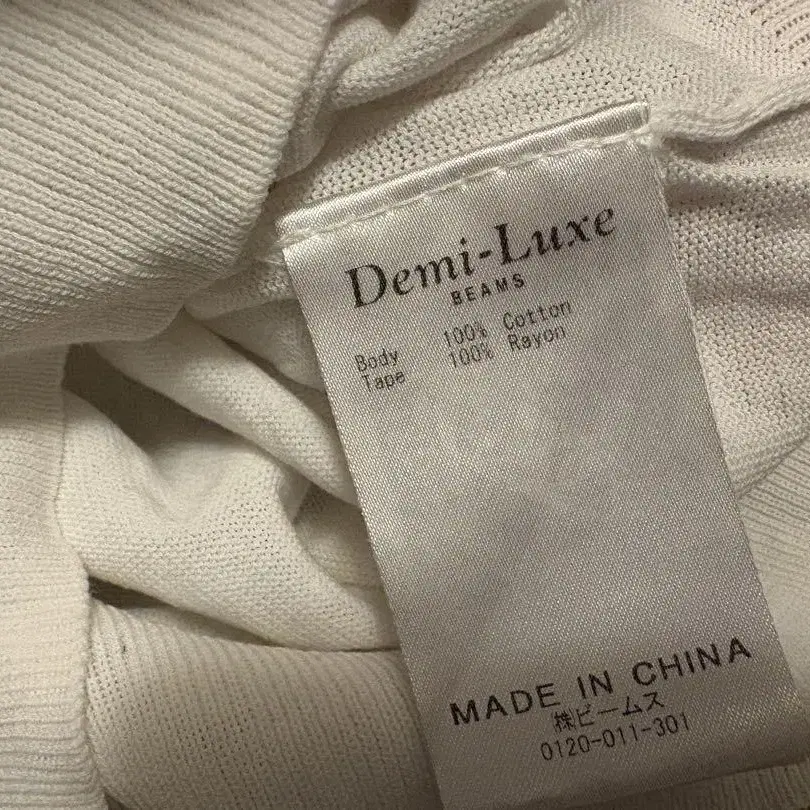 Demi-Luxe
BEAMS
Body 100% Cotton
Tape 100% Rayon
MADE IN CHINA
㈱ビームス
0120-011-301